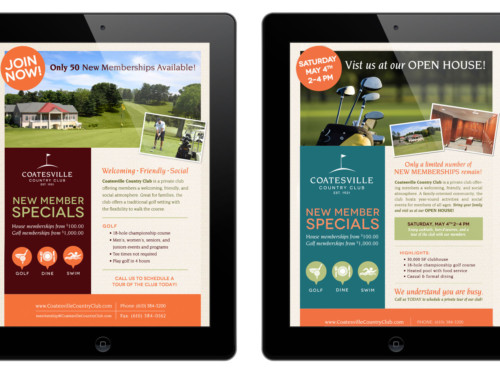 JOIN
NOW!
Only 50 New Memberships Available!
COATESVILLE
COUNTRY CLUB
EST. 1921
NEW MEMBER
SPECIALS
House memberships from $100.00
Golf memberships from $1,000.00
GOLF
DINE
SWIM
Welcoming · Friendly · Social
Coatesville Country Club is a private club
offering members a welcoming, friendly, and
social atmosphere. Great for families, the club
offers a traditional golf setting with
the flexibility to walk the course.
GOLF
• 18-hole championship course
• Men's, women's, seniors, and
juniors events and programs
• Tee times not required
• Play golf in 4 hours
CALL US TO SCHEDULE A
TOUR OF THE CLUB TODAY!
www.CoatesvilleCountryClub.com
Phone: (610) 384-3200
membership@CoatesvilleCountryClub.com
SATURDAY
MAY 4TH
2–4 PM
Vist us at our OPEN HOUSE!
COATESVILLE
COUNTRY CLUB
EST. 1921
NEW MEMBER
SPECIALS
House memberships from $100.00
Golf memberships from $1,000.00
GOLF
DINE
SWIM
Only a limited number of
NEW MEMBERSHIPS remain!
Coatesville Country Club is a private club offering
members a welcoming, friendly, and social
atmosphere. A family-oriented community, the
club hosts year-round activities and social
events for members of all ages. Bring your family
and visit us at our OPEN HOUSE!
SATURDAY, MAY 4TH 2–4 PM
HIGHLIGHTS:
• 30,000 SF clubhouse
• 18-hole championship golf course
• Heated pool with food service
• Casual & formal dining
We understand you are busy
Call us TODAY to schedule a private tour of our club!
www.CoatesvilleCountryClub.com
PHONE: (610) 384-3200